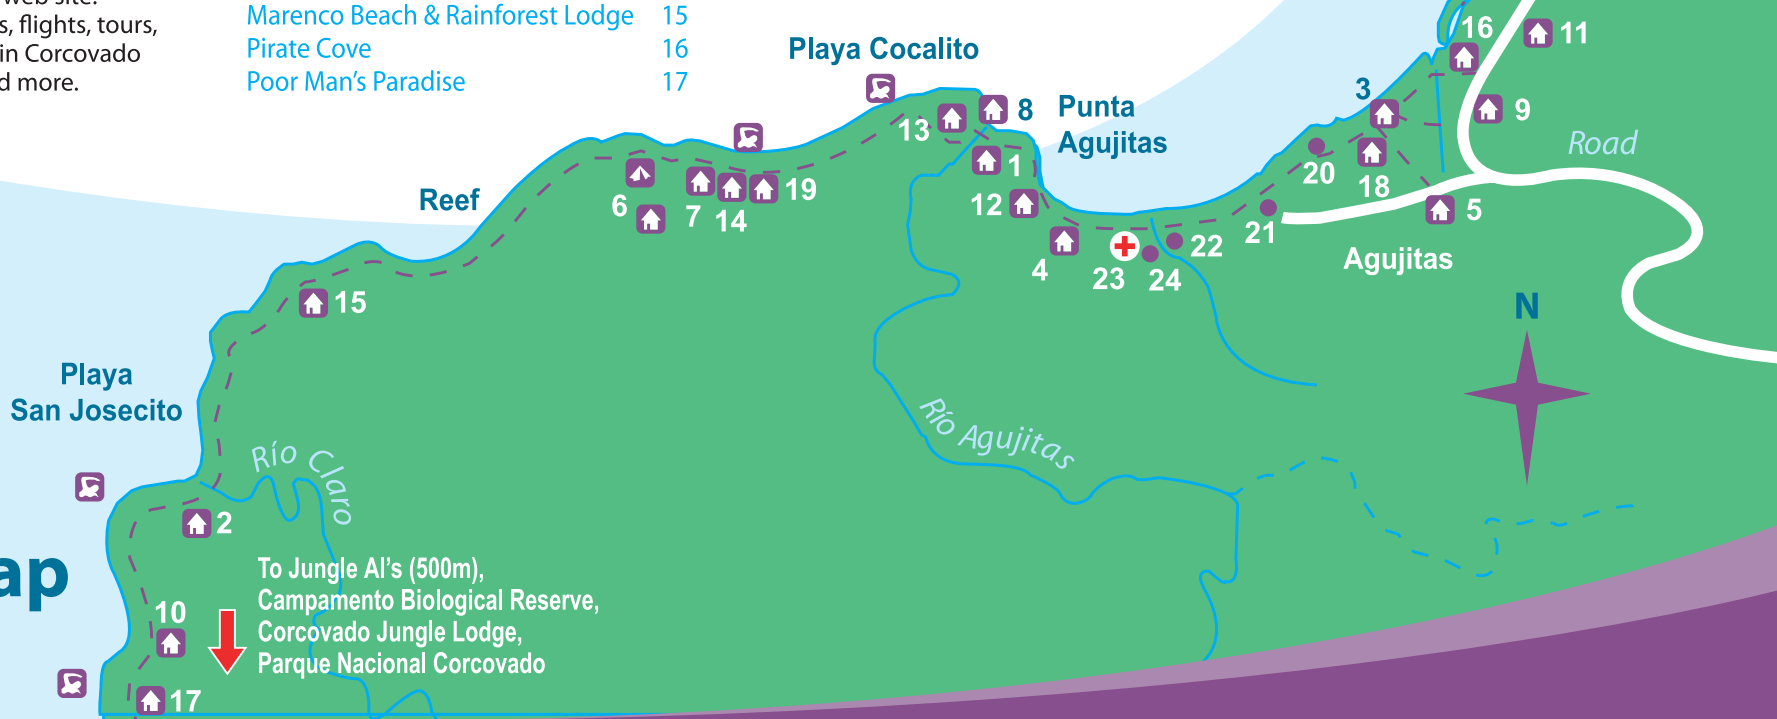 web site.
s, flights, tours,
in Corcovado
d more.
Marenco Beach & Rainforest Lodge 15
Pirate Cove 16
Poor Man's Paradise 17
Playa Cocalito
16
11
3
9
8
Punta
Agujitas
13
Road
1
20
18
19
Reef
6
7
14
12
5
21
22
4
23
24
Agujitas
15
N
Playa
San Josecito
Río Agujitas
Río Claro
2
ap
To Jungle Al's (500m),
Campamento Biological Reserve,
Corcovado Jungle Lodge,
Parque Nacional Corcovado
10
17